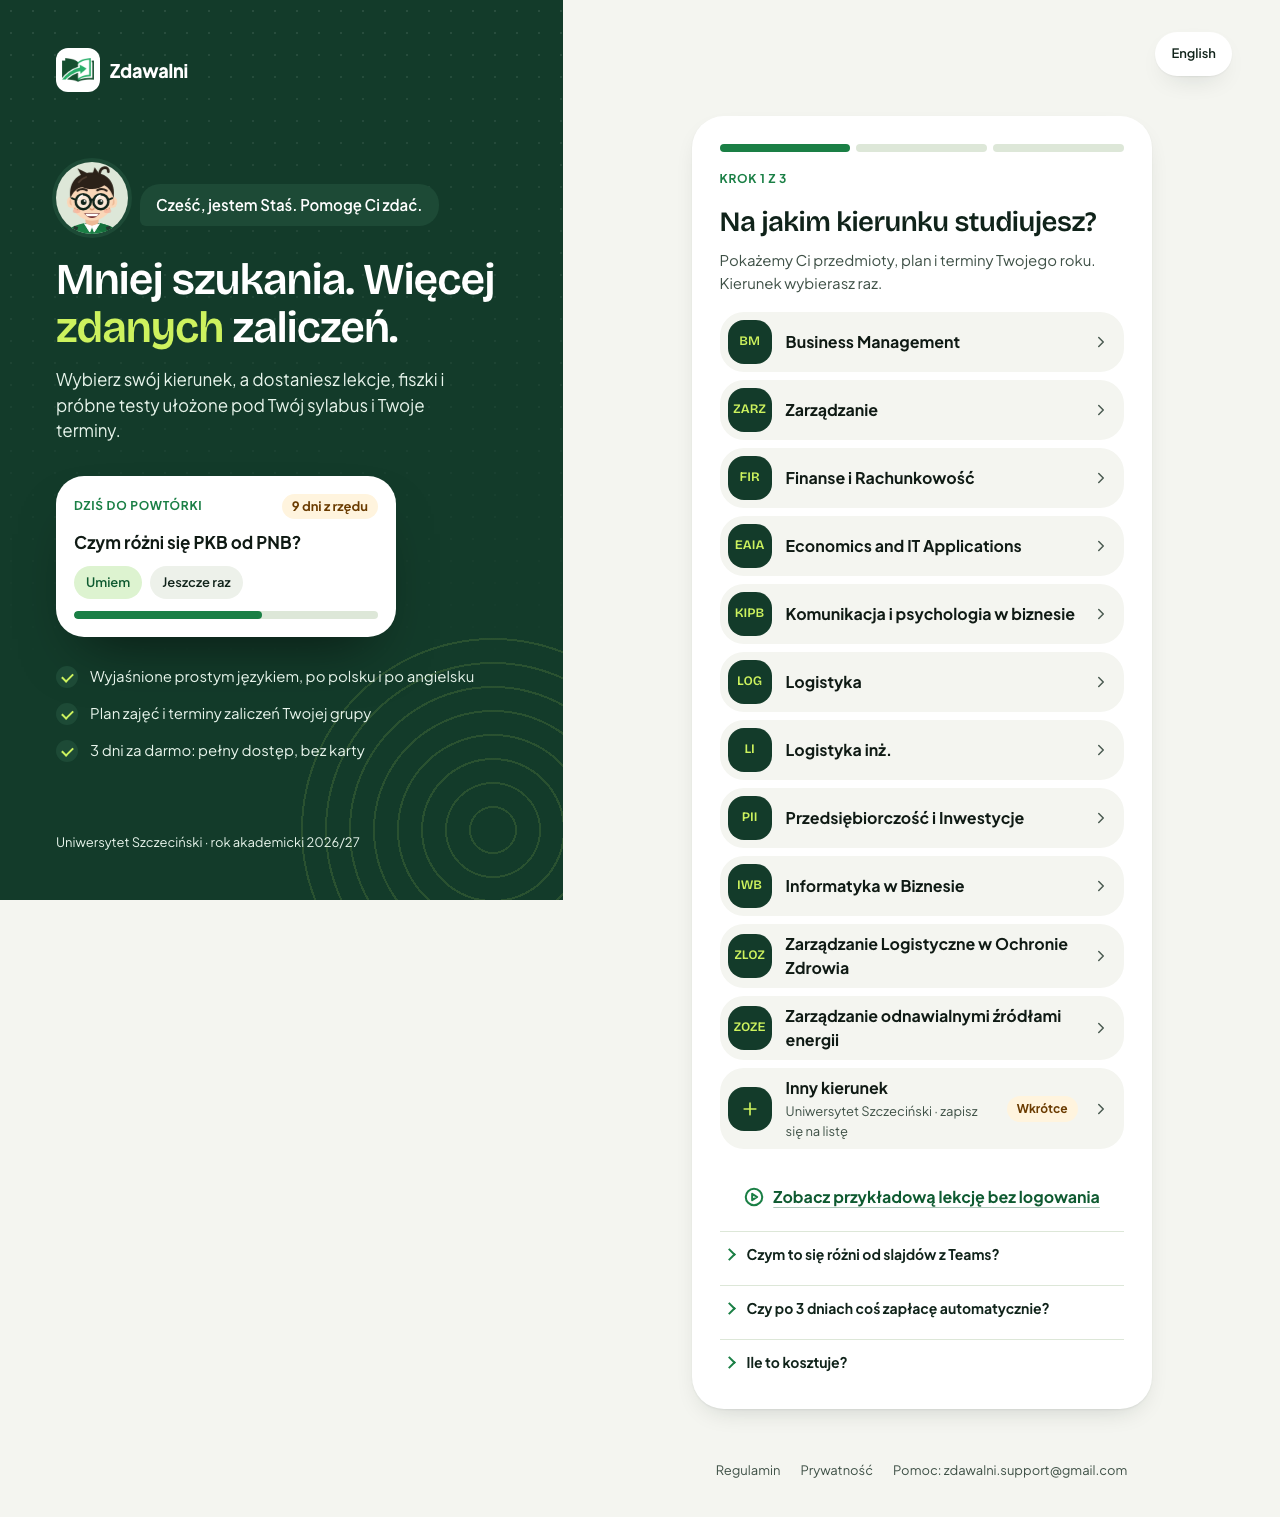 Zdawalni
Cześć, jestem Staś. Pomogę Ci zdać.
Mniej szukania. Więcej
zdanych zaliczeń.
Wybierz swój kierunek, a dostaniesz lekcje, fiszki i
próbne testy ułożone pod Twój sylabus i Twoje
terminy.
DZIŚ DO POWTÓRKI
9 dni z rzędu
Czym różni się PKB od PNB?
Umiem
Jeszcze raz
Wyjaśnione prostym językiem, po polsku i po angielsku
Plan zajęć i terminy zaliczeń Twojej grupy
3 dni za darmo: pełny dostęp, bez karty
Uniwersytet Szczeciński · rok akademicki 2026/27
English
KROK 1 Z 3
Na jakim kierunku studiujesz?
Pokażemy Ci przedmioty, plan i terminy Twojego roku.
Kierunek wybierasz raz.
BM Business Management
ZARZ Zarządzanie
FIR Finanse i Rachunkowość
EAIA Economics and IT Applications
KIPB Komunikacja i psychologia w biznesie
LOG Logistyka
LI Logistyka inż.
PII Przedsiębiorczość i Inwestycje
IWB Informatyka w Biznesie
ZLOZ Zarządzanie Logistyczne w Ochronie
Zdrowia
ZOZE Zarządzanie odnawialnymi źródłami
energii
Inny kierunek
Uniwersytet Szczeciński · zapisz
się na listę
Wkrótce
Zobacz przykładową lekcję bez logowania
Czym to się różni od slajdów z Teams?
Czy po 3 dniach coś zapłacę automatycznie?
Ile to kosztuje?
Regulamin Prywatność Pomoc: zdawalni.support@gmail.com